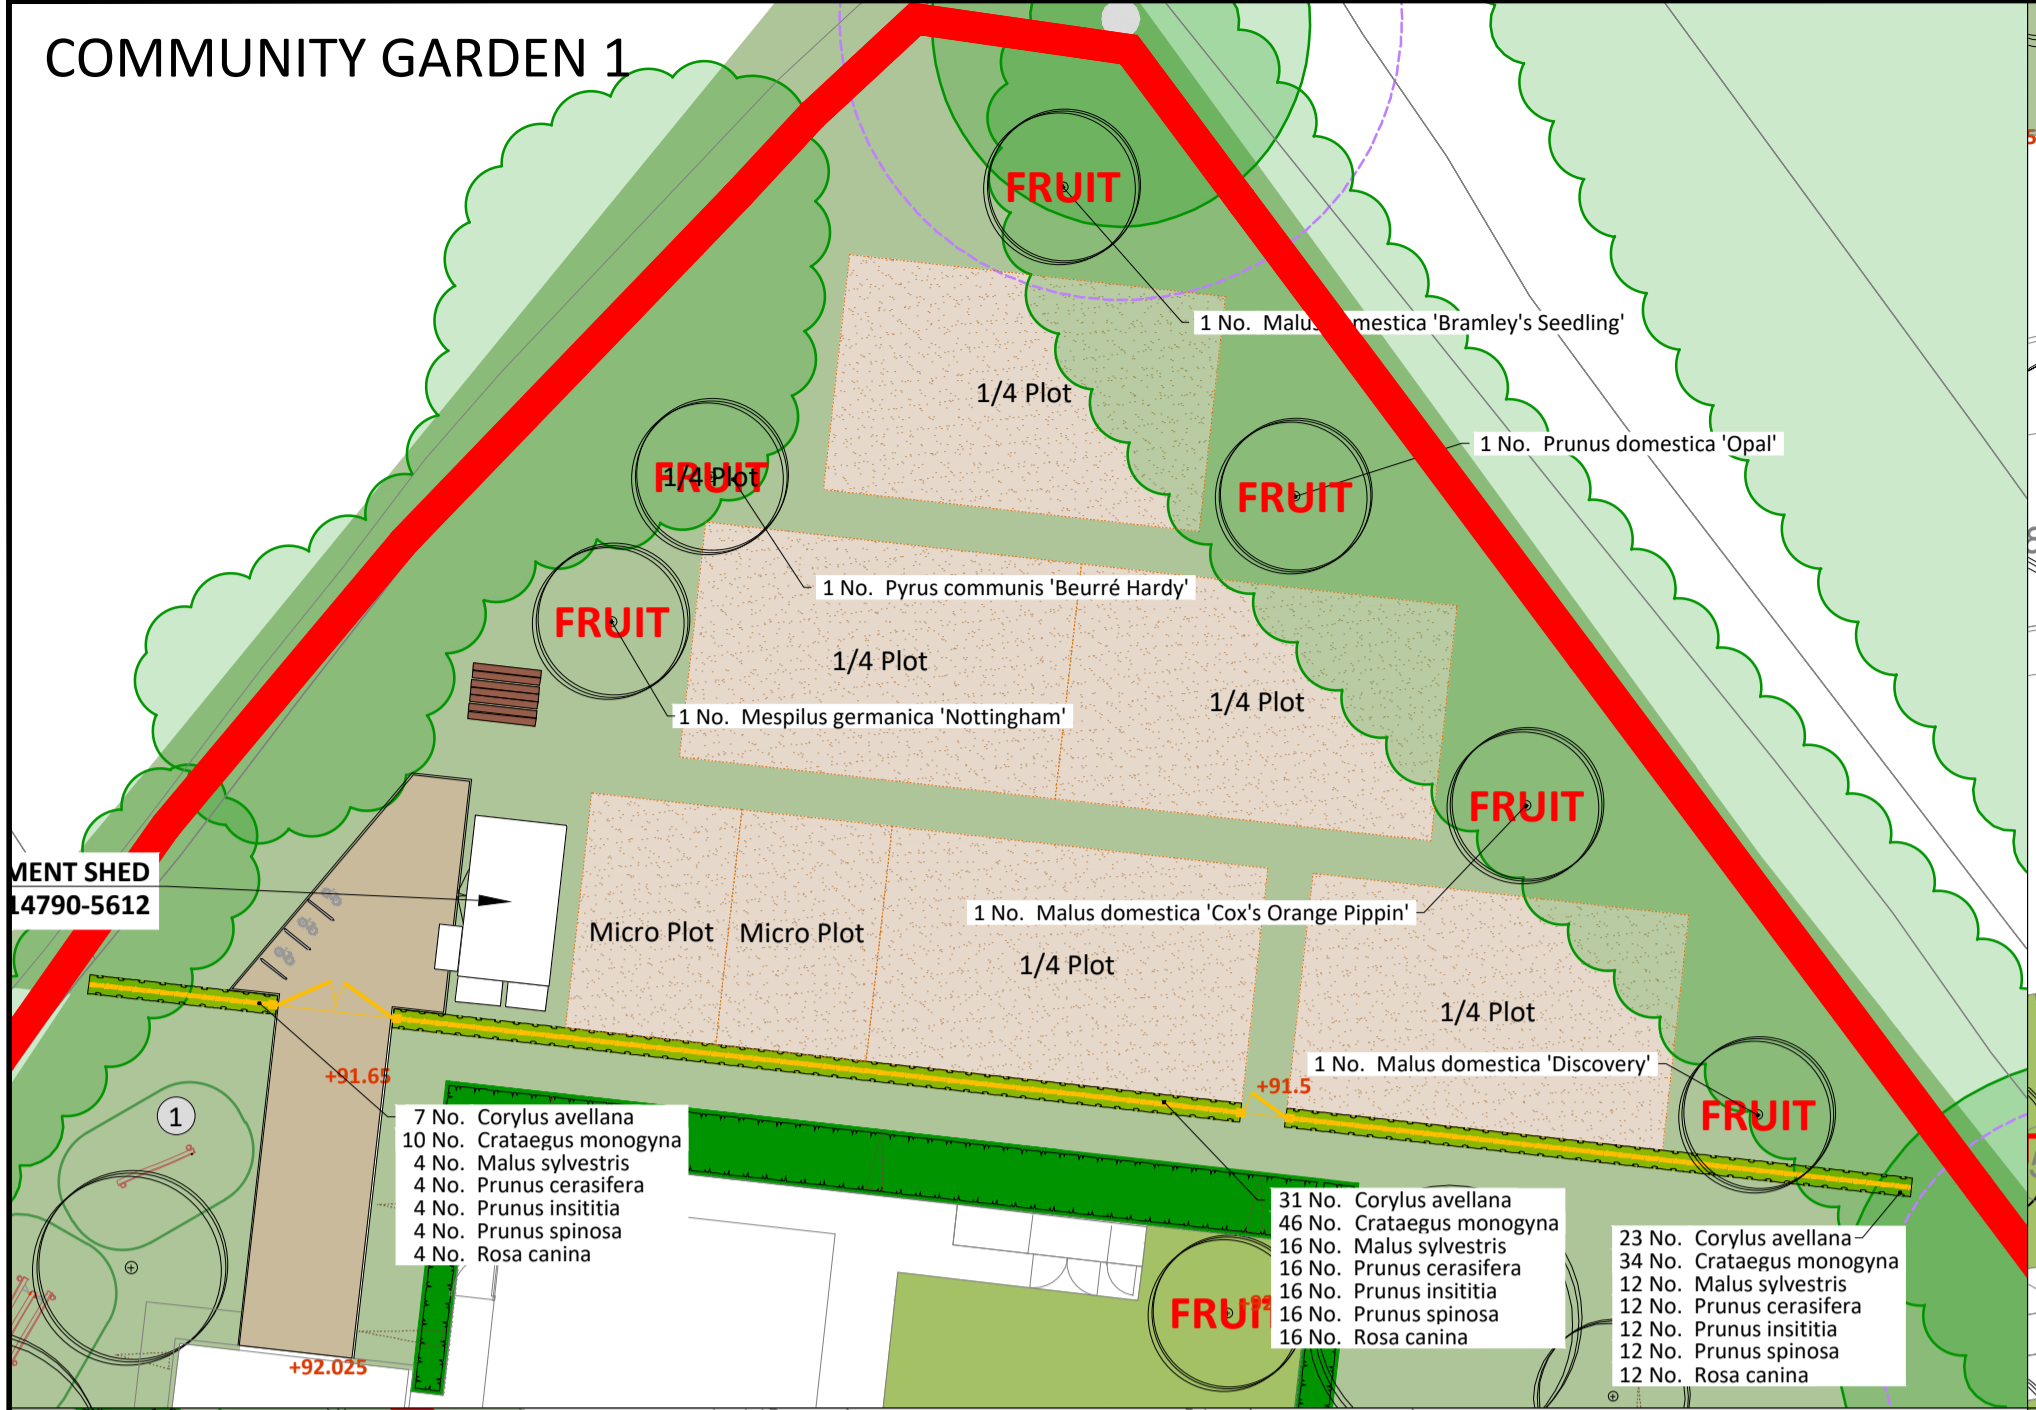 COMMUNITY GARDEN 1
FRUIT
1 No. Malus domestica 'Bramley's Seedling'
1/4 Plot
1 No. Prunus domestica 'Opal'
FRUIT
1/4 Plot
FRUIT
1 No. Pyrus communis 'Beurré Hardy'
FRUIT
1/4 Plot
1/4 Plot
1 No. Mespilus germanica 'Nottingham'
FRUIT
MENT SHED
14790-5612
1 No. Malus domestica 'Cox's Orange Pippin'
Micro Plot
Micro Plot
1/4 Plot
1/4 Plot
1 No. Malus domestica 'Discovery'
+91.65
+91.5
FRUIT
1
7 No. Corylus avellana
10 No. Crataegus monogyna
4 No. Malus sylvestris
4 No. Prunus cerasifera
4 No. Prunus insititia
4 No. Prunus spinosa
4 No. Rosa canina
31 No. Corylus avellana
46 No. Crataegus monogyna
16 No. Malus sylvestris
16 No. Prunus cerasifera
16 No. Prunus insititia
16 No. Prunus spinosa
16 No. Rosa canina
23 No. Corylus avellana
34 No. Crataegus monogyna
12 No. Malus sylvestris
12 No. Prunus cerasifera
12 No. Prunus insititia
12 No. Prunus spinosa
12 No. Rosa canina
FRUIT
+92.025